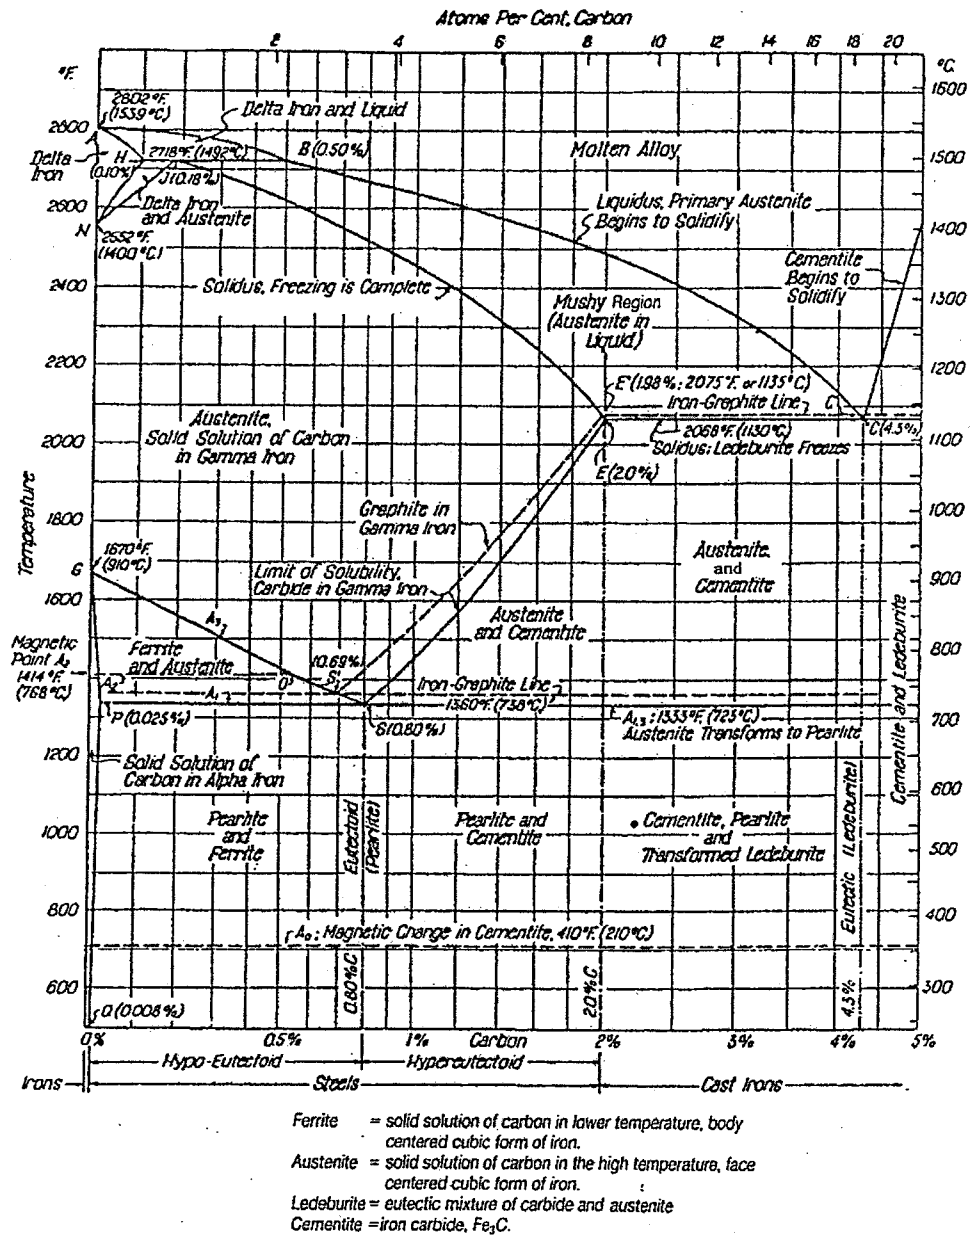 Atoms Per Cent, Carbon
2 4 6 8 10 12 14 16 18 20
°F.
°C.
2802°F.
(1539°C)
Delta Iron and Liquid
1600
2800
A
Delta
Iron
H
(0.10%)
2718°F. (1492°C)
B (0.50%)
Molten Alloy
1500
J (0.18%)
2600
Delta Iron
and Austenite
Liquidus, Primary Austenite
Begins to Solidify
N
2552°F.
(1400°C)
1400
Cementite
Begins to
Solidify
2400
Solidus, Freezing is Complete
Mushy Region
(Austenite in
Liquid)
1300
2200
1200
E' (1.98%; 2075°F. or 1135°C)
Iron-Graphite Line
C'
Austenite,
Solid Solution of Carbon
in Gamma Iron
2000
2068°F. (1130°C)
C (4.3%)
Solidus; Ledeburite Freezes
1100
E (2.0%)
Temperature
Graphite in
Gamma Iron
1800
1000
1670°F.
(910°C)
G
Limit of Solubility,
Carbide in Gamma Iron
Austenite
and
Cementite
900
1600
Austenite
and Cementite
A₃
Magnetic
Point A₂
1414°F.
(768°C)
Ferrite
and Austenite
(0.69%)
S'
O
800
A₂
A₁
Iron-Graphite Line
1360°F. (738°C)
P (0.025%)
S (0.80%)
A₁,₃ : 1333°F. (723°C)
Austenite Transforms to Pearlite
700
Cementite and Ledeburite
1200
Solid Solution of
Carbon in Alpha Iron
600
1000
Pearlite
and
Ferrite
Eutectoid
(Pearlite)
Pearlite and
Cementite
Cementite, Pearlite
and
Transformed Ledeburite
Eutectic (Ledeburite)
500
800
400
A₀ : Magnetic Change in Cementite, 410°F. (210°C)
600
0.80%C
2.0%C
4.3%
300
Q (0.008%)
0% 0.5% 1% Carbon 2% 3% 4% 5%
Hypo-Eutectoid
Hypereutectoid
Irons
Steels
Cast Irons
Ferrite = solid solution of carbon in lower temperature, body
centered cubic form of iron.
Austenite = solid solution of carbon in the high temperature, face
centered cubic form of iron.
Ledeburite = eutectic mixture of carbide and austenite
Cementite = iron carbide, Fe₃C.